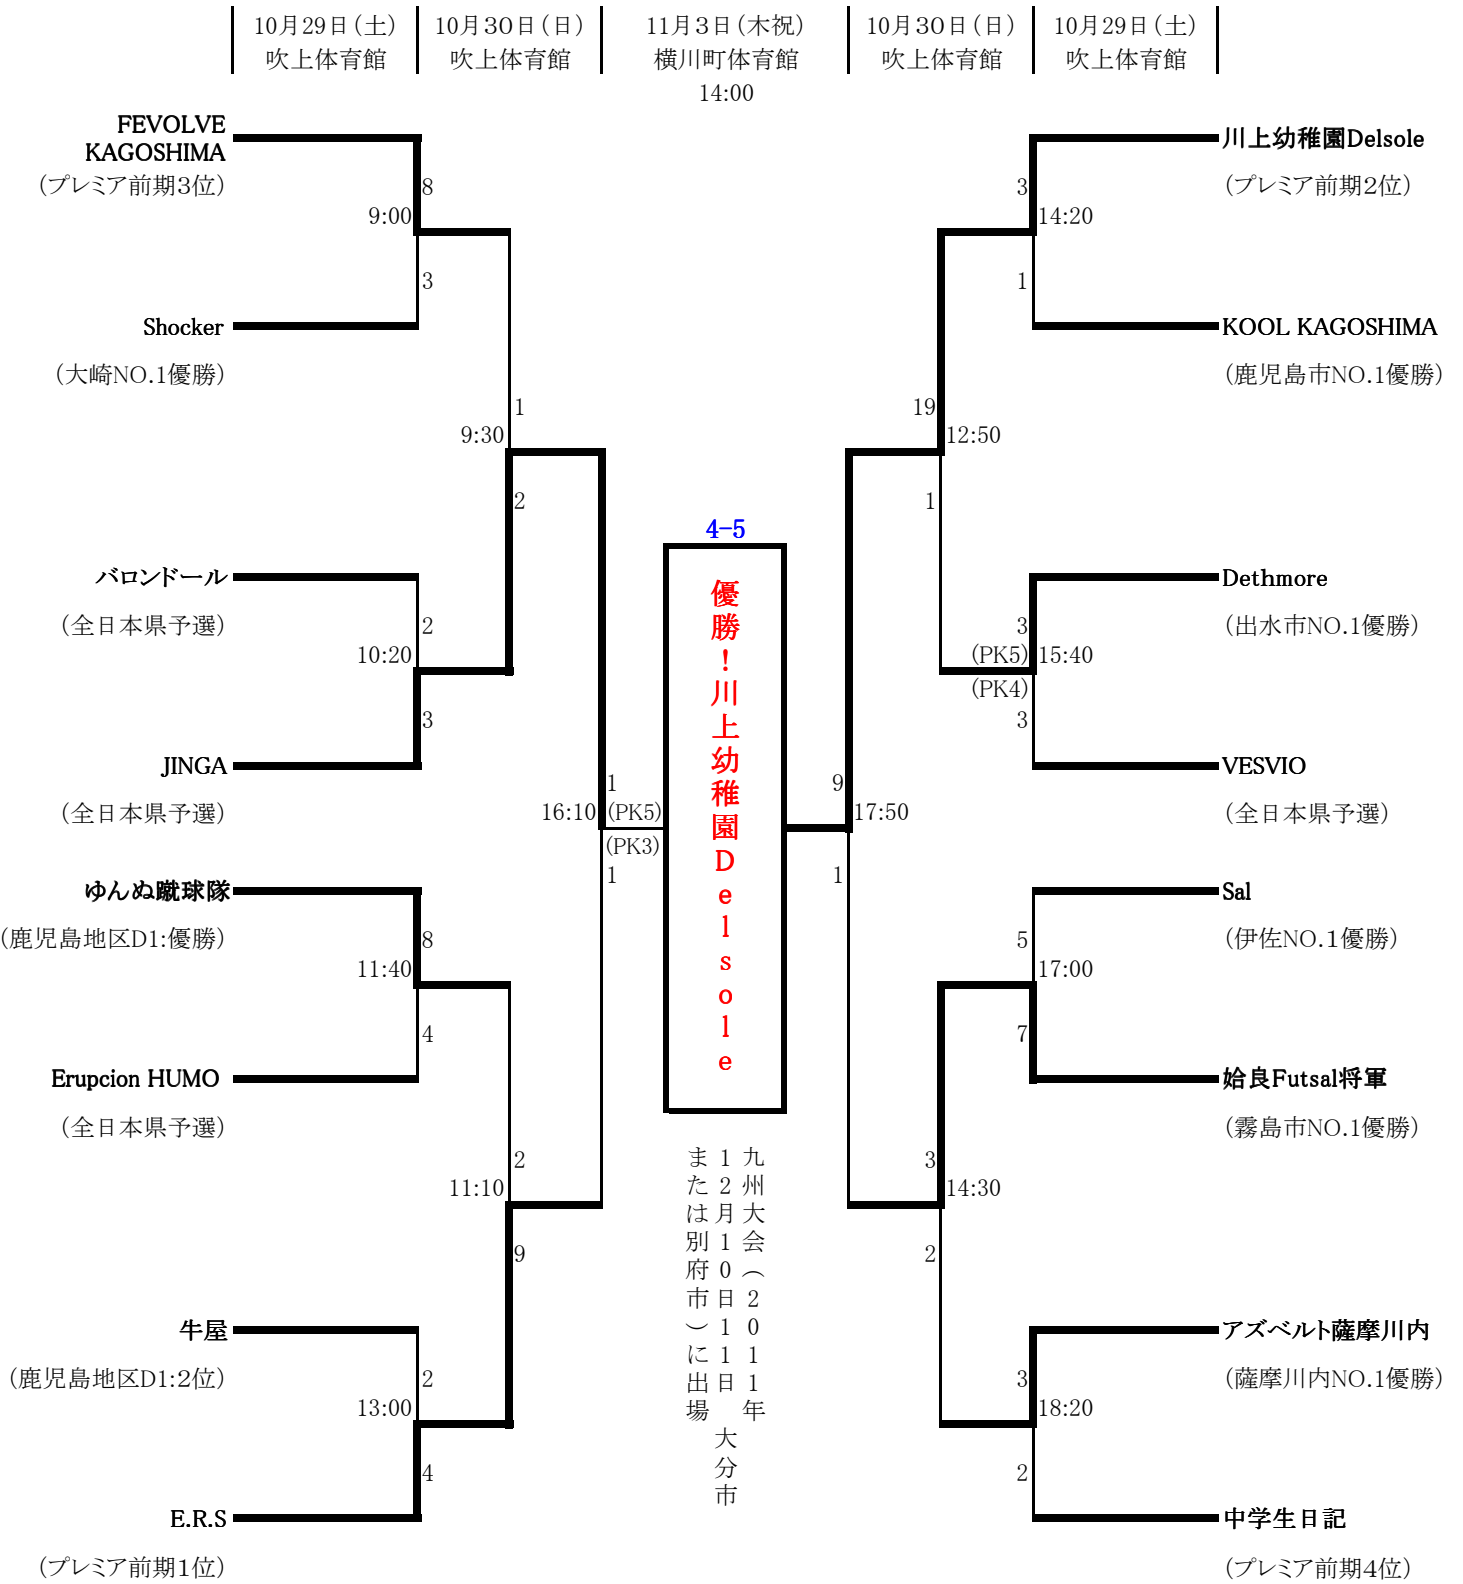 10月29日（土）
吹上体育館
10月３０日（日）
吹上体育館
11月３日（木祝）
横川町体育館
14:00
10月３０日（日）
吹上体育館
10月29日（土）
吹上体育館
FEVOLVE
KAGOSHIMA
（プレミア前期３位）
8
9:00
3
Shocker
（大崎NO.1優勝）
1
9:30
2
バロンドール
（全日本県予選）
2
10:20
3
JINGA
（全日本県予選）
1
16:10
(PK5)
(PK3)
1
ゆんぬ蹴球隊
（鹿児島地区D1:優勝）
8
11:40
4
Erupcion HUMO
（全日本県予選）
2
11:10
9
牛屋
（鹿児島地区D1:２位）
2
13:00
4
E.R.S
（プレミア前期１位）
4-5
優勝！川上幼稚園Delsole
九州大会（２０１１年
１２月１０日１１日　大分市
または別府市）に出場
川上幼稚園Delsole
（プレミア前期２位）
3
14:20
1
KOOL KAGOSHIMA
（鹿児島市NO.1優勝）
19
12:50
1
Dethmore
（出水市NO.1優勝）
3
(PK5)
15:40
(PK4)
3
VESVIO
（全日本県予選）
9
17:50
1
Sal
（伊佐NO.１優勝）
5
17:00
7
姶良Futsal将軍
（霧島市NO.1優勝）
3
14:30
2
アズベルト薩摩川内
（薩摩川内NO.1優勝）
3
18:20
2
中学生日記
（プレミア前期４位）